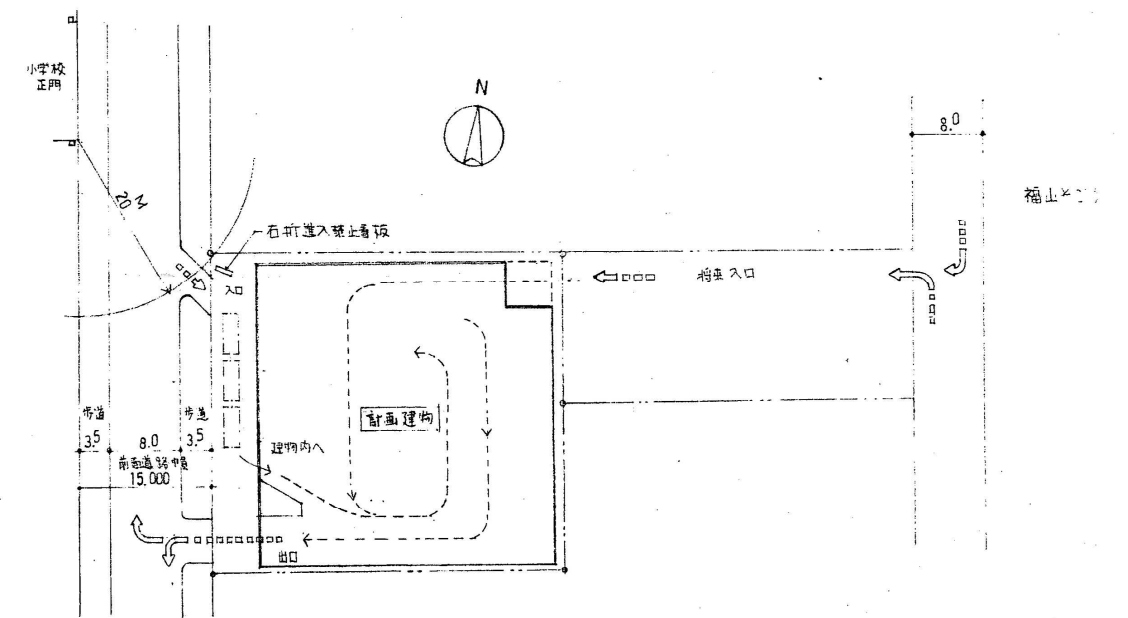 小学校
正門
N
20M
8.0
右折進入禁止看板
入口
将来入口
福山
歩道
3.5
8.0
歩道
3.5
前面道路幅員
15.000
計画建物
建物内へ
出口